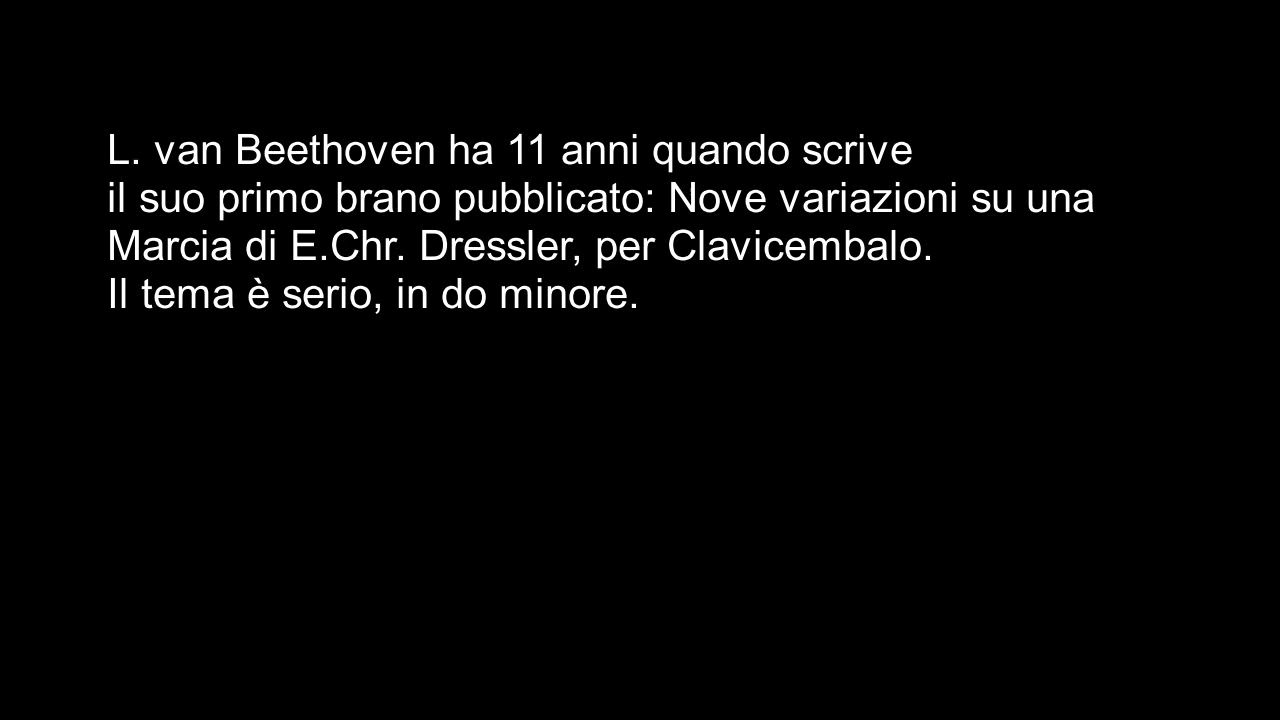 L. van Beethoven ha 11 anni quando scrive
il suo primo brano pubblicato: Nove variazioni su una
Marcia di E.Chr. Dressler, per Clavicembalo.
Il tema è serio, in do minore.